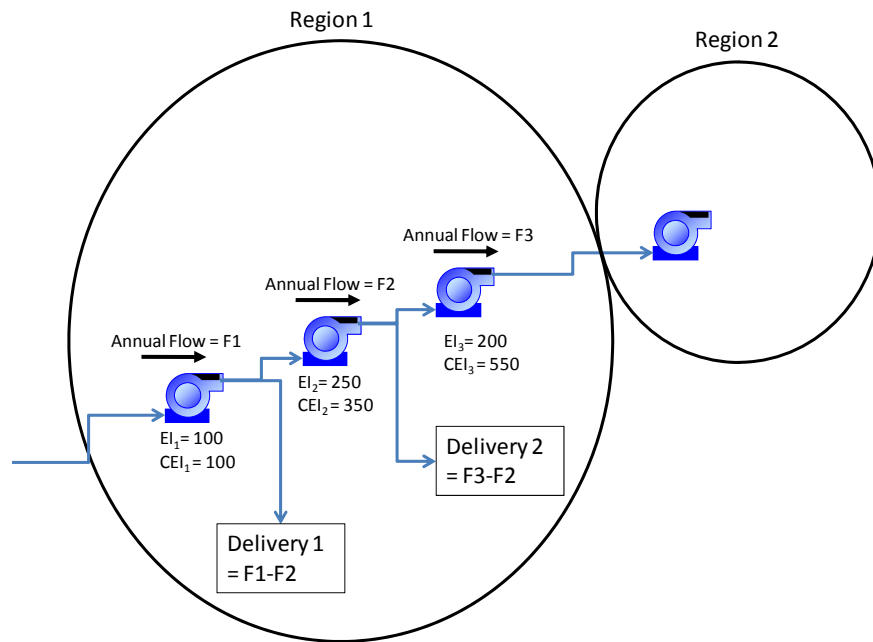 Region 1
Region 2
Annual Flow = F3
Annual Flow = F2
Annual Flow = F1
EI₃= 200
CEI₃= 550
EI₂= 250
CEI₂= 350
EI₁= 100
CEI₁= 100
Delivery 2
= F3-F2
Delivery 1
= F1-F2